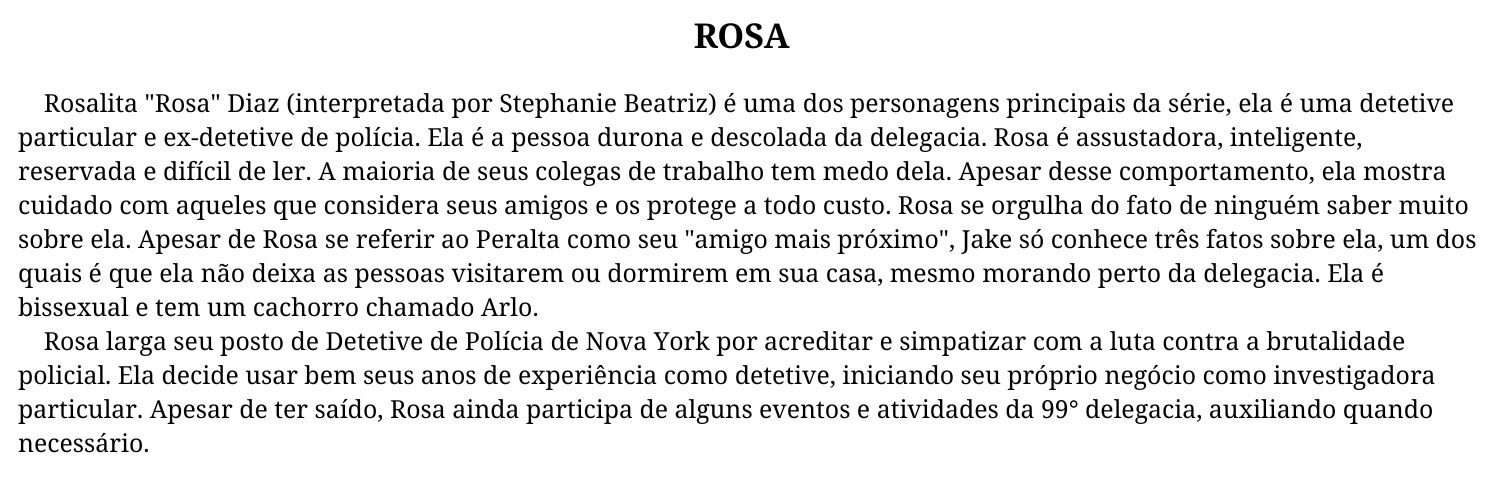 ROSA
Rosalita "Rosa" Diaz (interpretada por Stephanie Beatriz) é uma dos personagens principais da série, ela é uma detetive
particular e ex-detetive de polícia. Ela é a pessoa durona e descolada da delegacia. Rosa é assustadora, inteligente,
reservada e difícil de ler. A maioria de seus colegas de trabalho tem medo dela. Apesar desse comportamento, ela mostra
cuidado com aqueles que considera seus amigos e os protege a todo custo. Rosa se orgulha do fato de ninguém saber muito
sobre ela. Apesar de Rosa se referir ao Peralta como seu "amigo mais próximo", Jake só conhece três fatos sobre ela, um dos
quais é que ela não deixa as pessoas visitarem ou dormirem em sua casa, mesmo morando perto da delegacia. Ela é
bissexual e tem um cachorro chamado Arlo.
Rosa larga seu posto de Detetive de Polícia de Nova York por acreditar e simpatizar com a luta contra a brutalidade
policial. Ela decide usar bem seus anos de experiência como detetive, iniciando seu próprio negócio como investigadora
particular. Apesar de ter saído, Rosa ainda participa de alguns eventos e atividades da 99° delegacia, auxiliando quando
necessário.